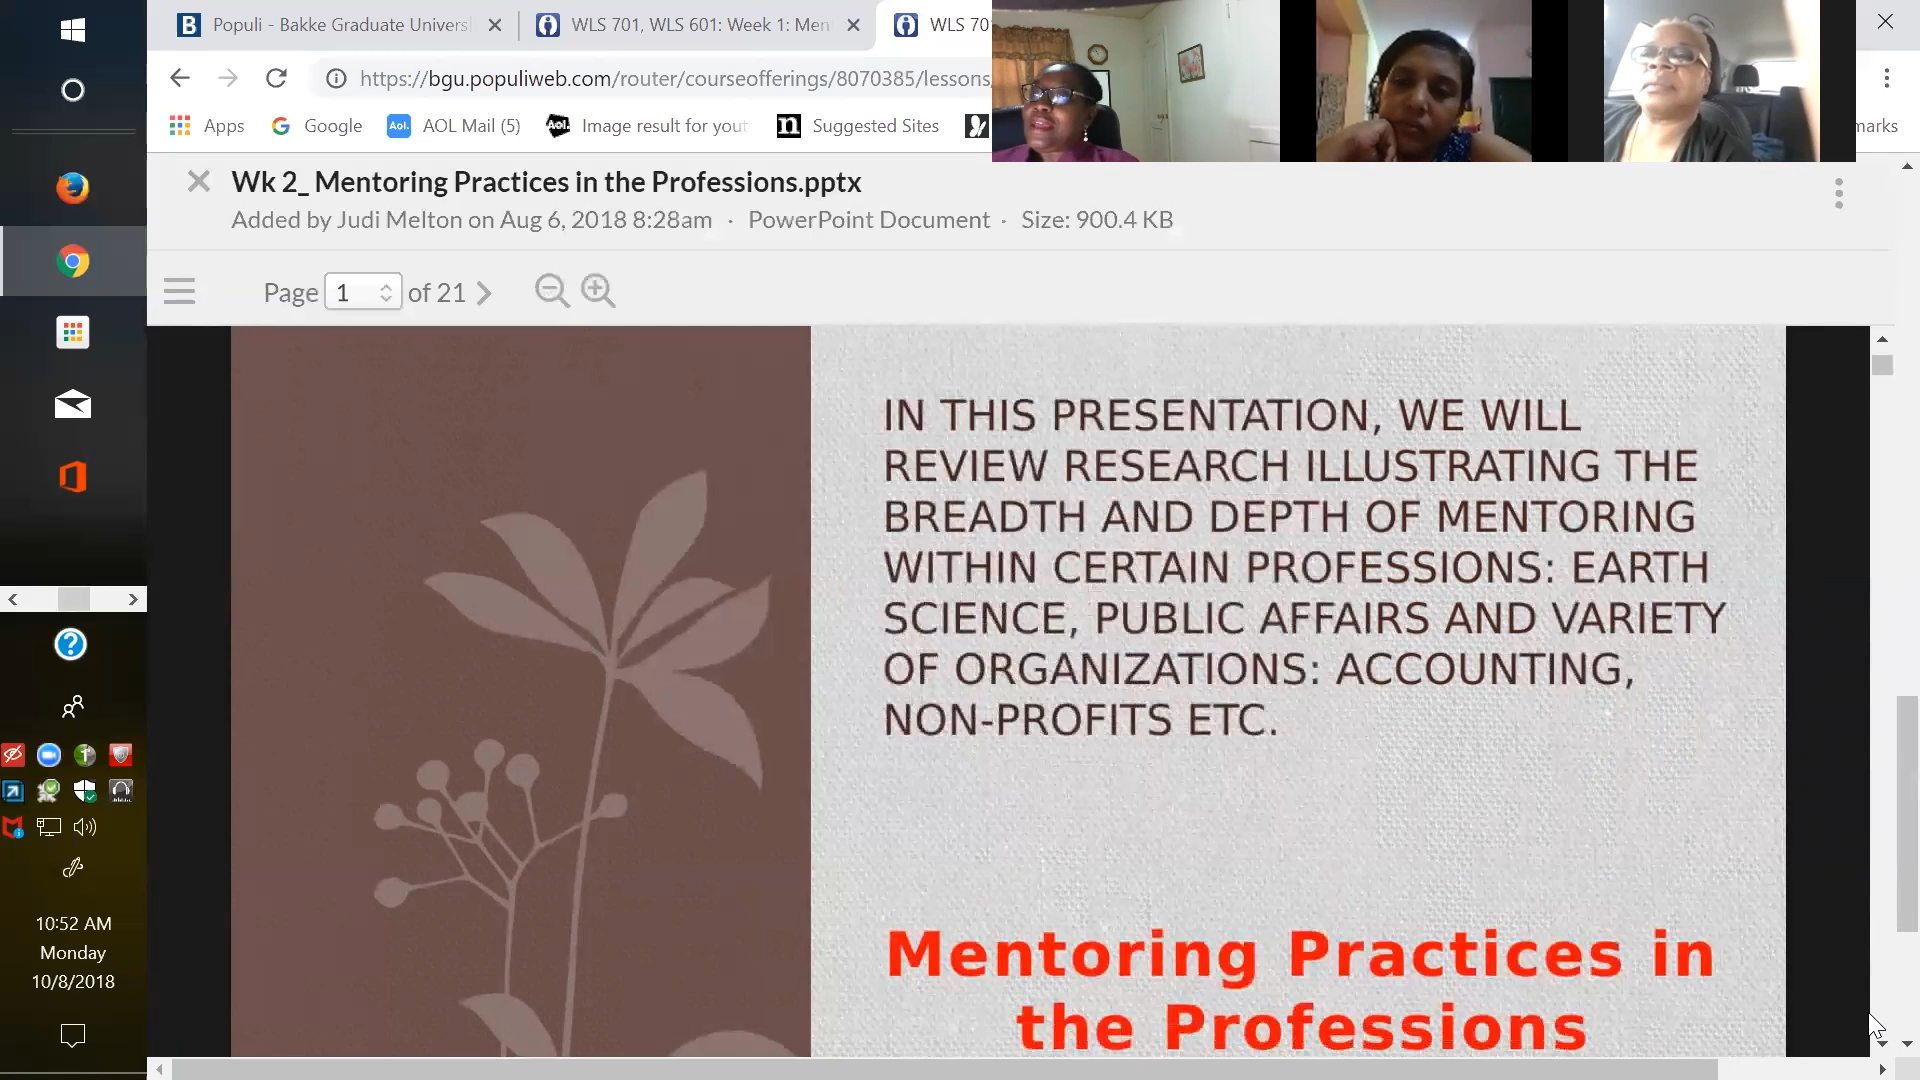 Populi - Bakke Graduate Universi
WLS 701, WLS 601: Week 1: Men
WLS 70
https://bgu.populiweb.com/router/courseofferings/8070385/lessons/
Apps
Google
Aol.
AOL Mail (5)
Aol.
Image result for yout
Suggested Sites
marks
Wk 2_ Mentoring Practices in the Professions.pptx
Added by Judi Melton on Aug 6, 2018 8:28am · PowerPoint Document · Size: 900.4 KB
Page 1 of 21
IN THIS PRESENTATION, WE WILL
REVIEW RESEARCH ILLUSTRATING THE
BREADTH AND DEPTH OF MENTORING
WITHIN CERTAIN PROFESSIONS: EARTH
SCIENCE, PUBLIC AFFAIRS AND VARIETY
OF ORGANIZATIONS: ACCOUNTING,
NON-PROFITS ETC.
Mentoring Practices in
the Professions
10:52 AM
Monday
10/8/2018